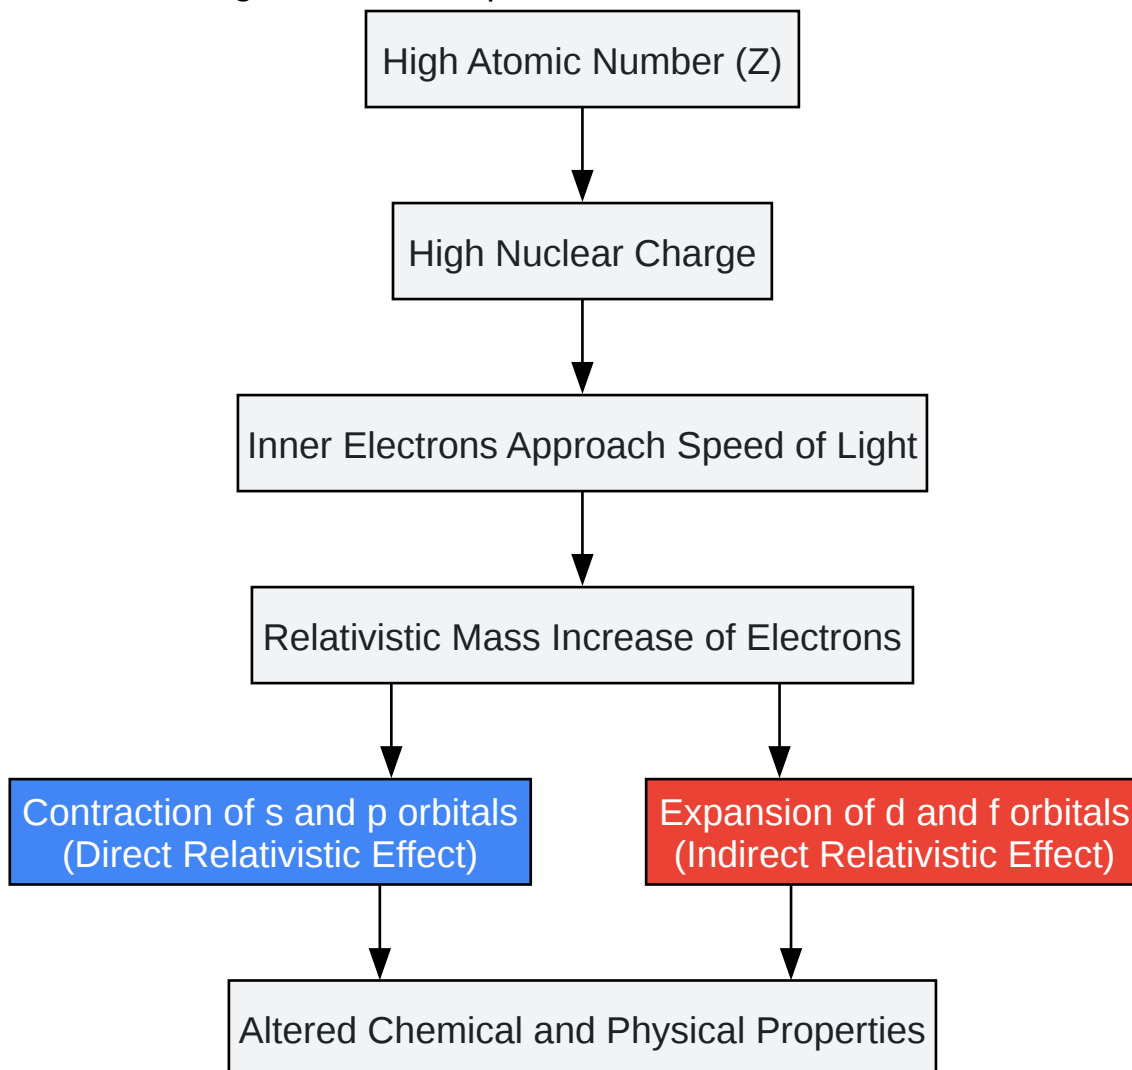 High Atomic Number (Z)
High Nuclear Charge
Inner Electrons Approach Speed of Light
Relativistic Mass Increase of Electrons
Contraction of s and p orbitals
(Direct Relativistic Effect)
Expansion of d and f orbitals
(Indirect Relativistic Effect)
Altered Chemical and Physical Properties